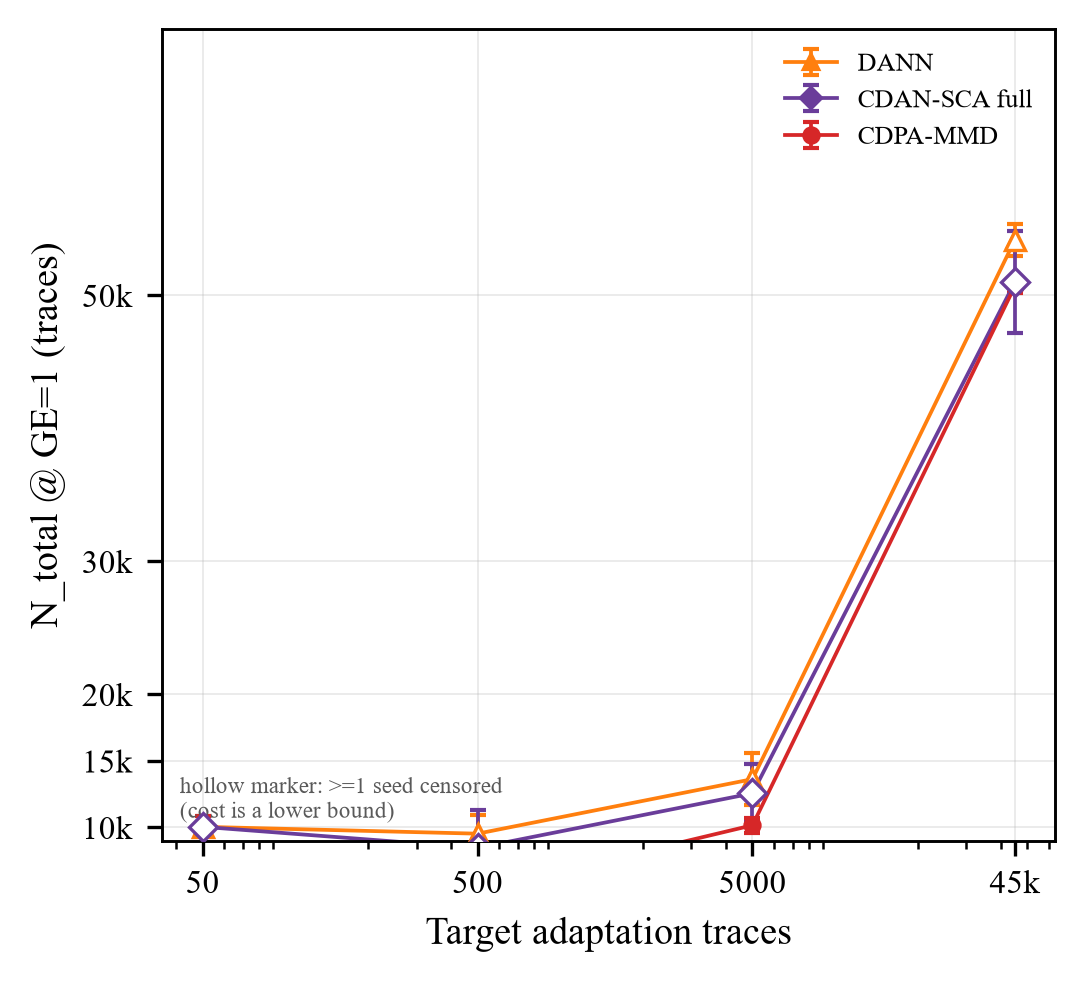 DANN
CDAN-SCA full
CDPA-MMD
N_total @ GE=1 (traces)
50k
30k
20k
15k
10k
hollow marker: >=1 seed censored
(cost is a lower bound)
50 500 5000 45k
Target adaptation traces